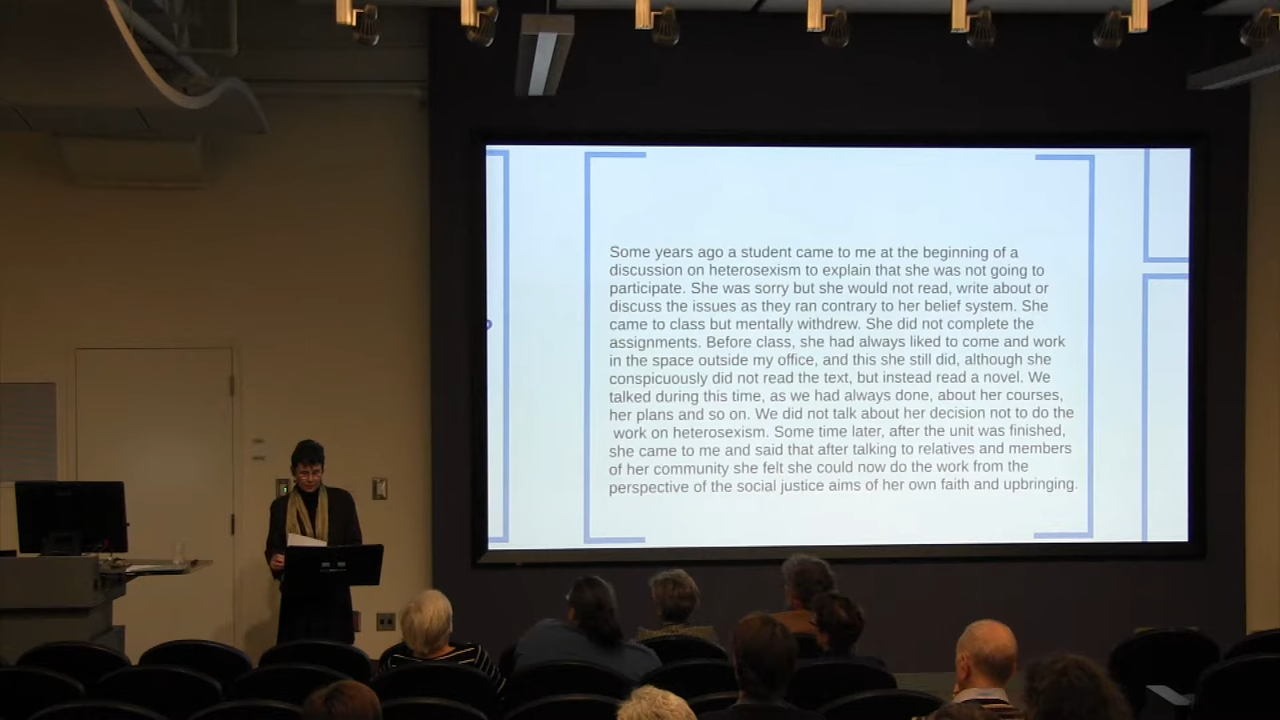 Some years ago a student came to me at the beginning of a
discussion on heterosexism to explain that she was not going to
participate. She was sorry but she would not read, write about or
discuss the issues as they ran contrary to her belief system. She
came to class but mentally withdrew. She did not complete the
assignments. Before class, she had always liked to come and work
in the space outside my office, and this she still did, although she
conspicuously did not read the text, but instead read a novel. We
talked during this time, as we had always done, about her courses,
her plans and so on. We did not talk about her decision not to do the
work on heterosexism. Some time later, after the unit was finished,
she came to me and said that after talking to relatives and members
of her community she felt she could now do the work from the
perspective of the social justice aims of her own faith and upbringing.